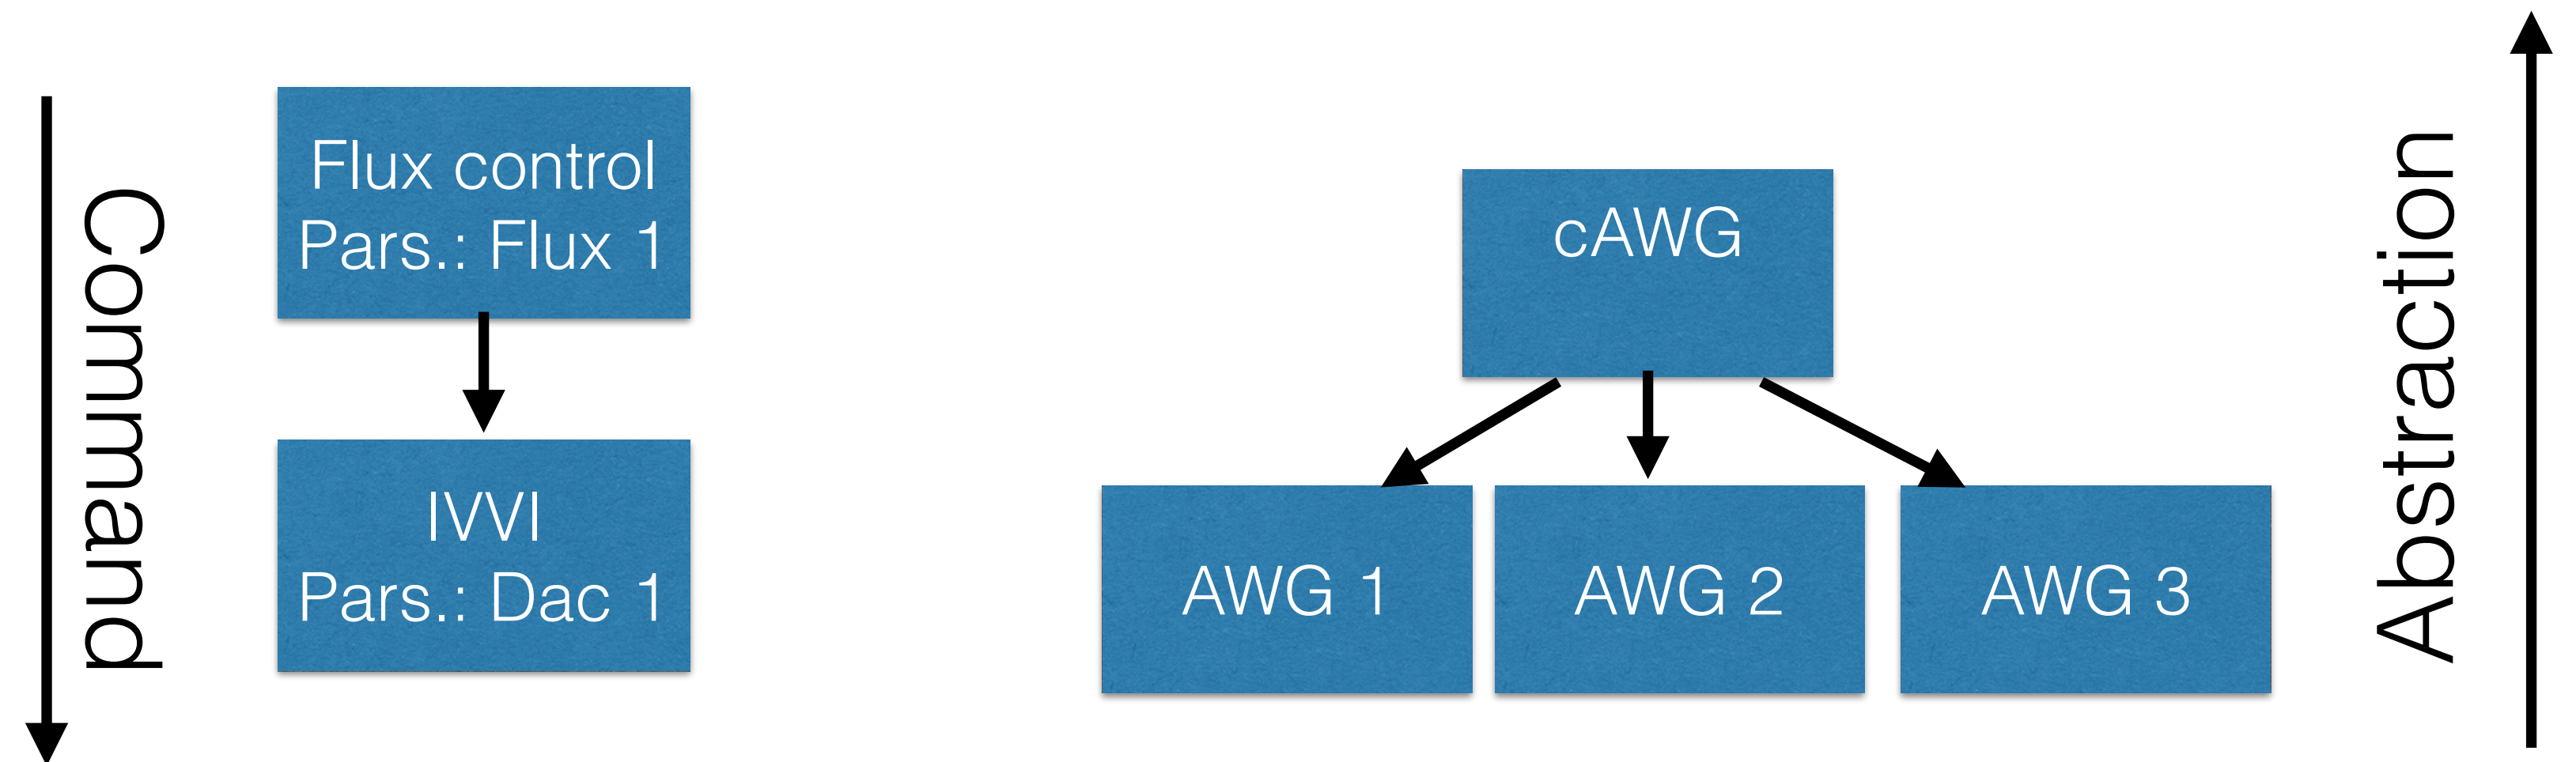 Command
Flux control
Pars.: Flux 1
IVVI
Pars.: Dac 1
cAWG
AWG 1
AWG 2
AWG 3
Abstraction